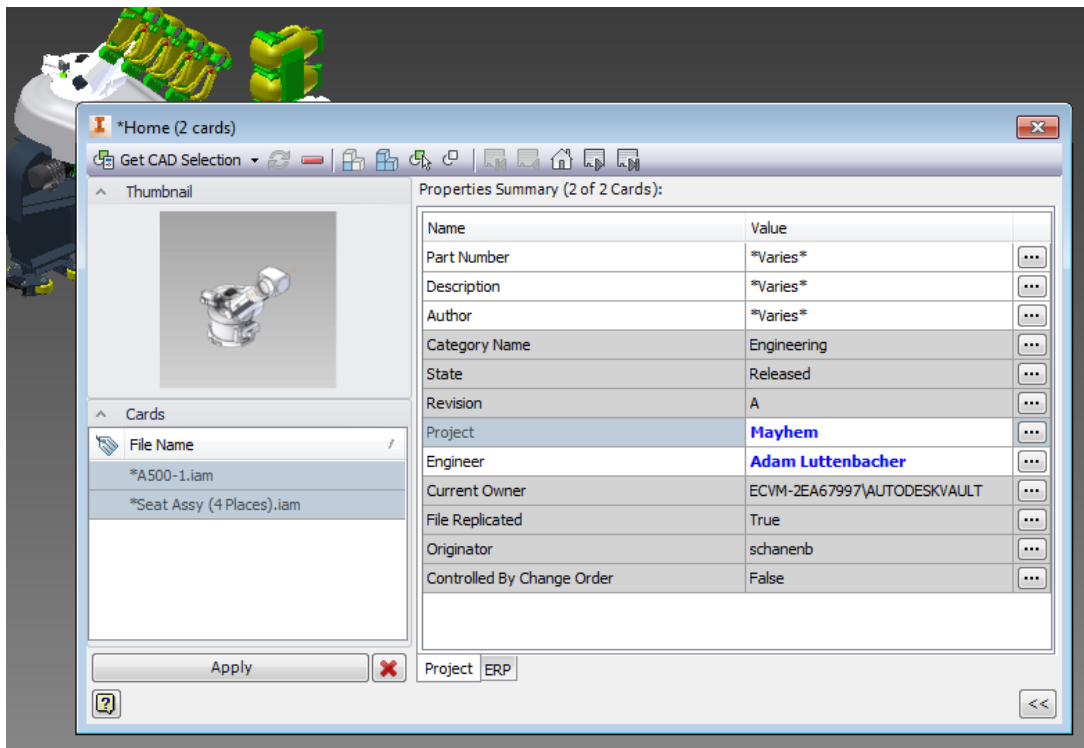 *Home (2 cards)
Get CAD Selection
Thumbnail
Properties Summary (2 of 2 Cards):
Name Value
Part Number *Varies*
Description *Varies*
Author *Varies*
Category Name Engineering
State Released
Revision A
Project Mayhem
Engineer Adam Luttenbacher
Current Owner ECVM-2EA67997\AUTODESKVAULT
File Replicated True
Originator schanenb
Controlled By Change Order False
Cards
File Name /
*A500-1.iam
*Seat Assy (4 Places).iam
Apply
Project ERP
<<